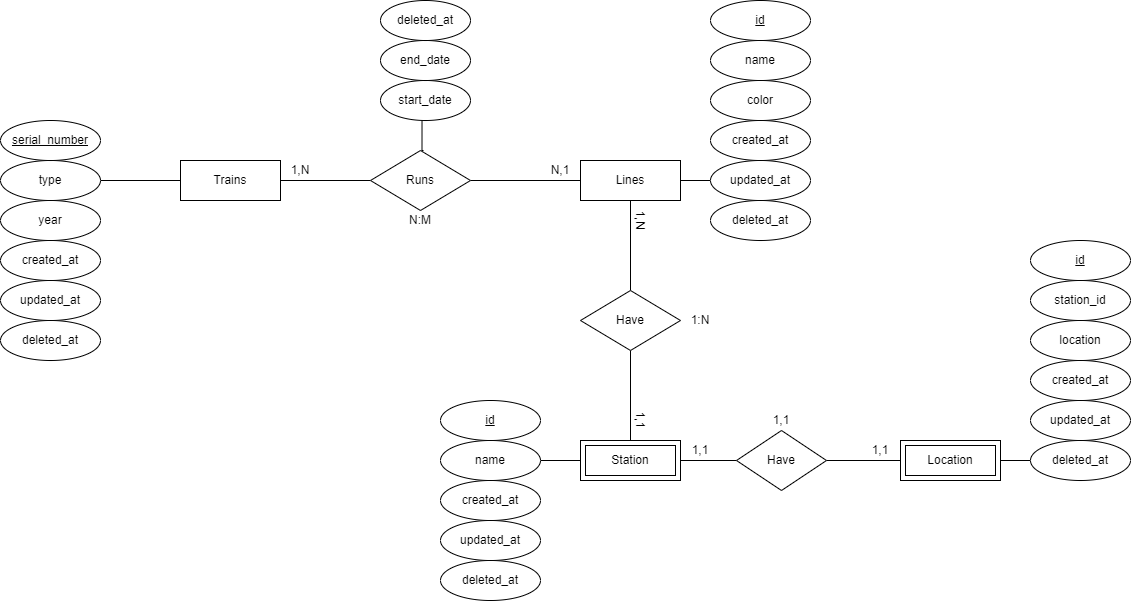 deleted_at
end_date
start_date
id
name
color
created_at
updated_at
deleted_at
serial_number
type
year
created_at
updated_at
deleted_at
Trains
1,N
Runs
N:M
N,1
Lines
1,N
Have
1:N
1,1
id
name
created_at
updated_at
deleted_at
Station
1,1
1,1
Have
1,1
Location
id
station_id
location
created_at
updated_at
deleted_at